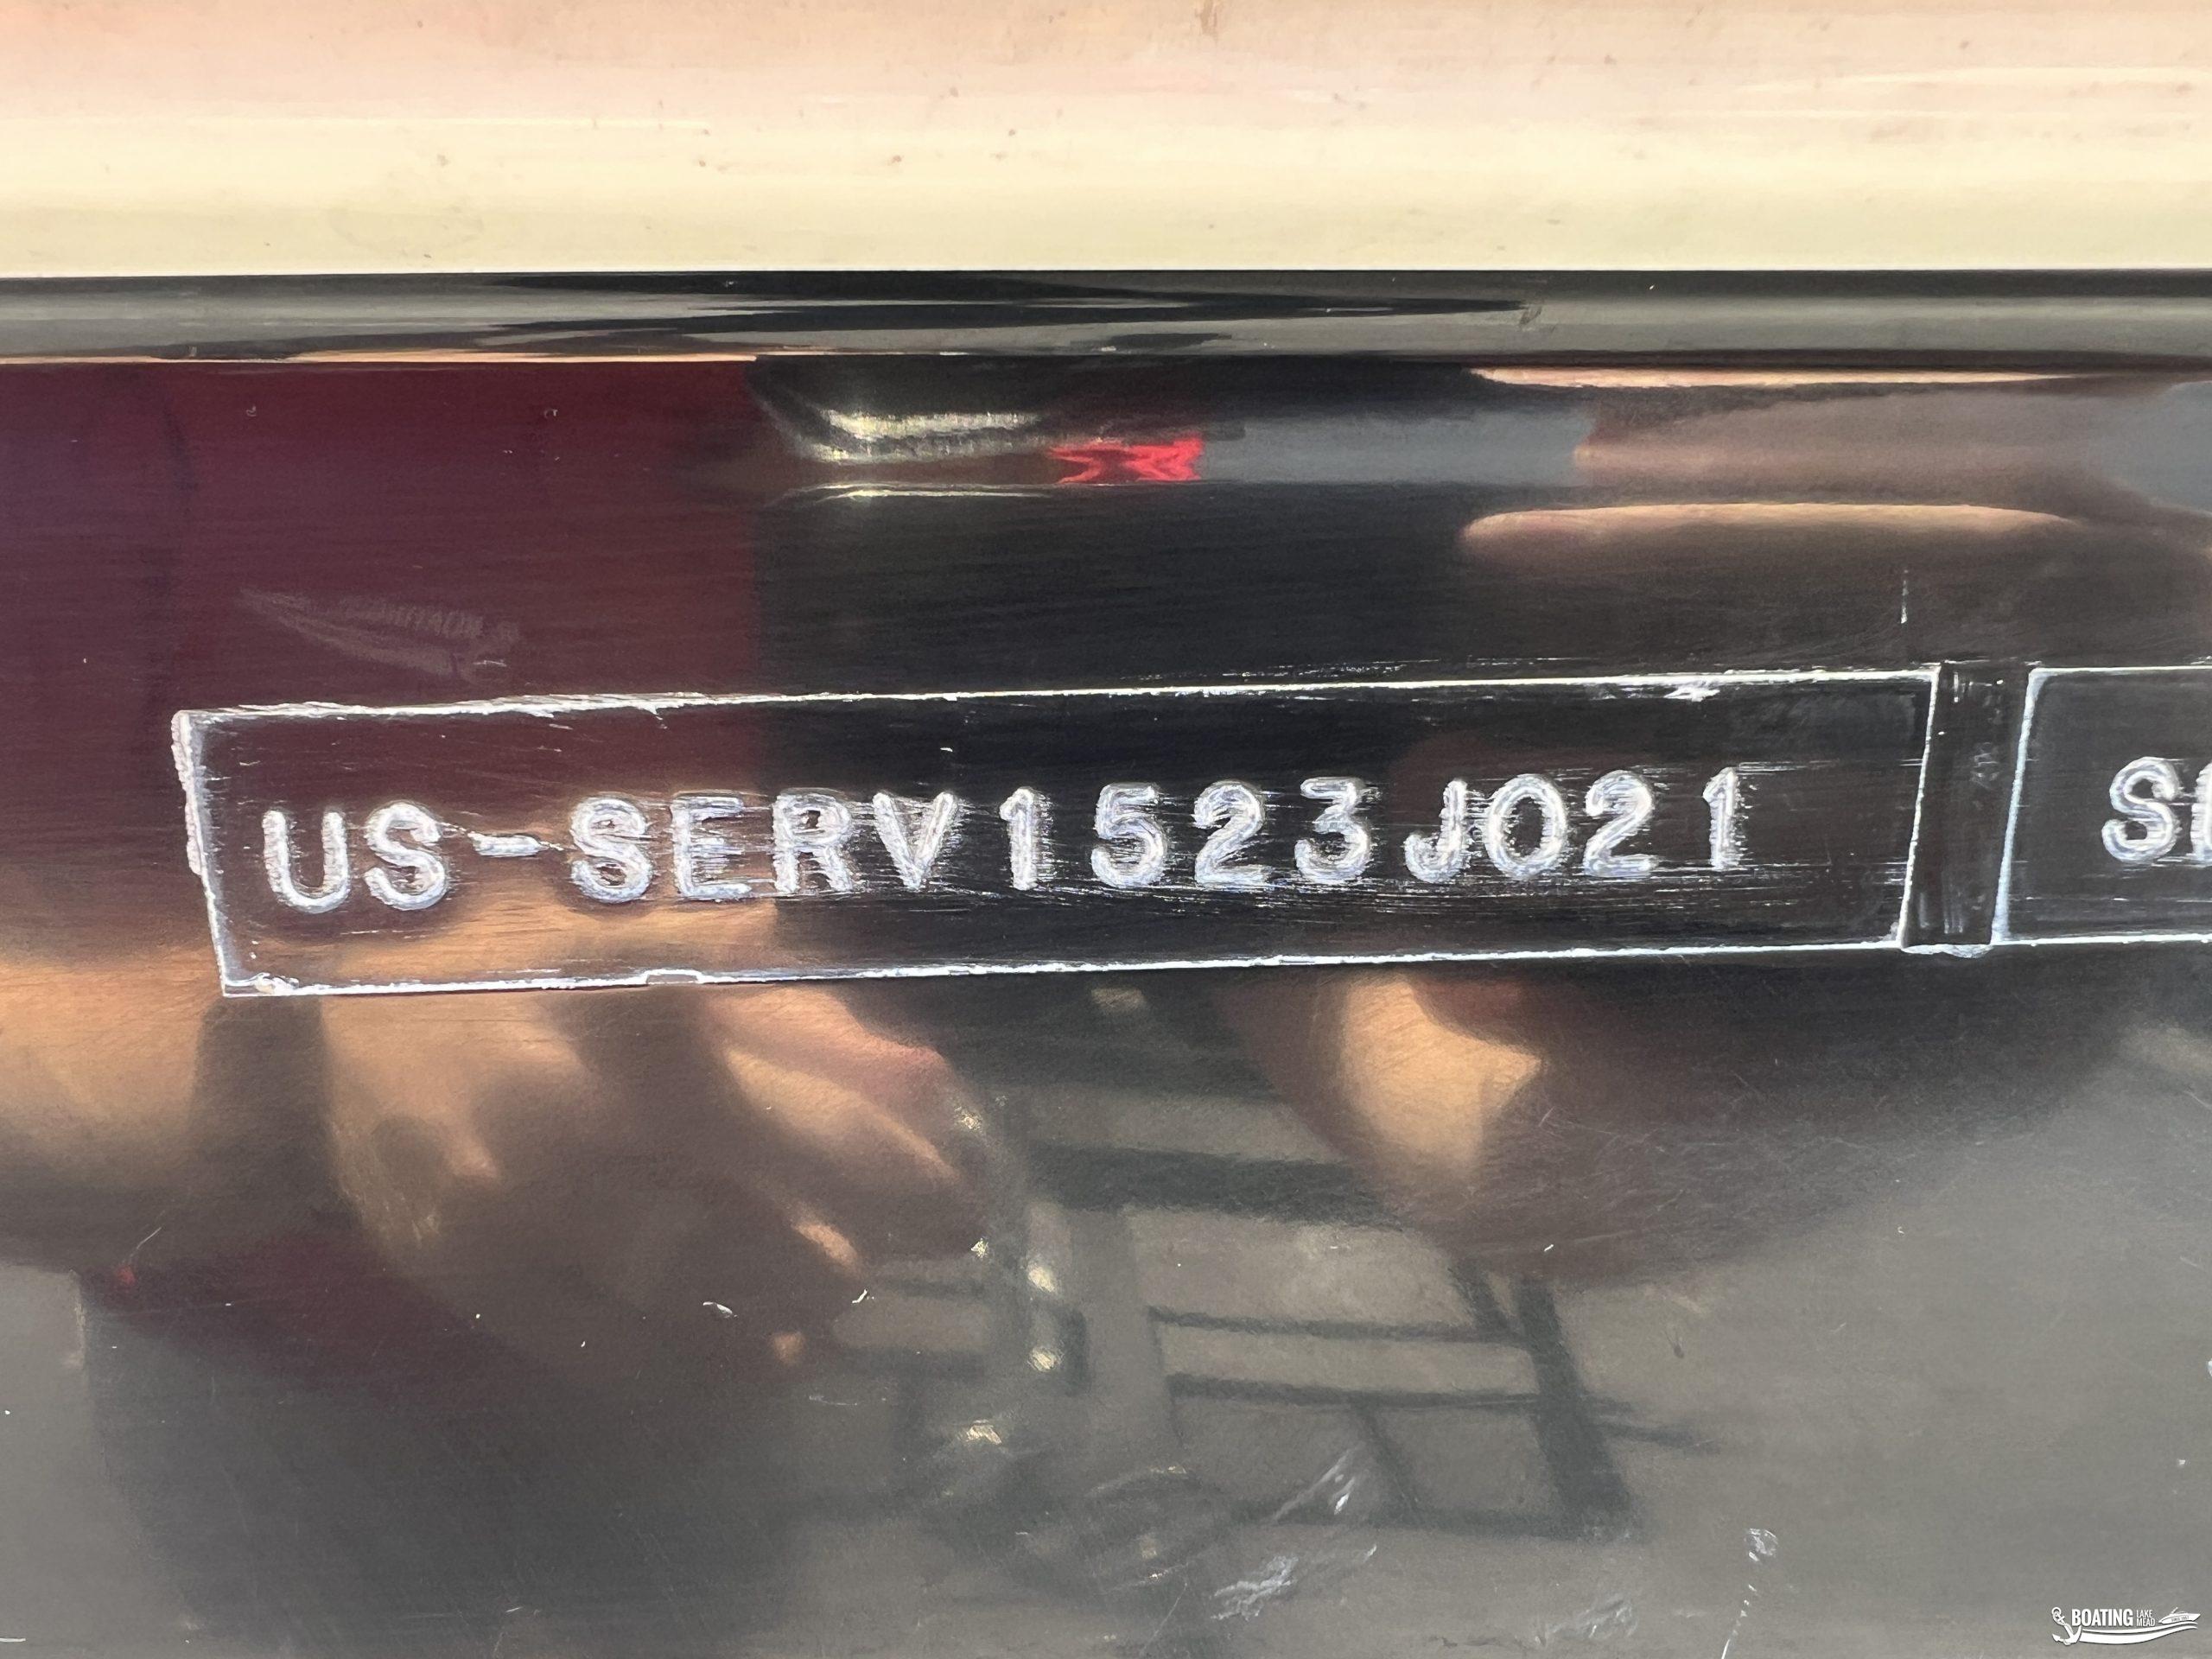 US-SERV1523J021
BOATING LAKE MEAD